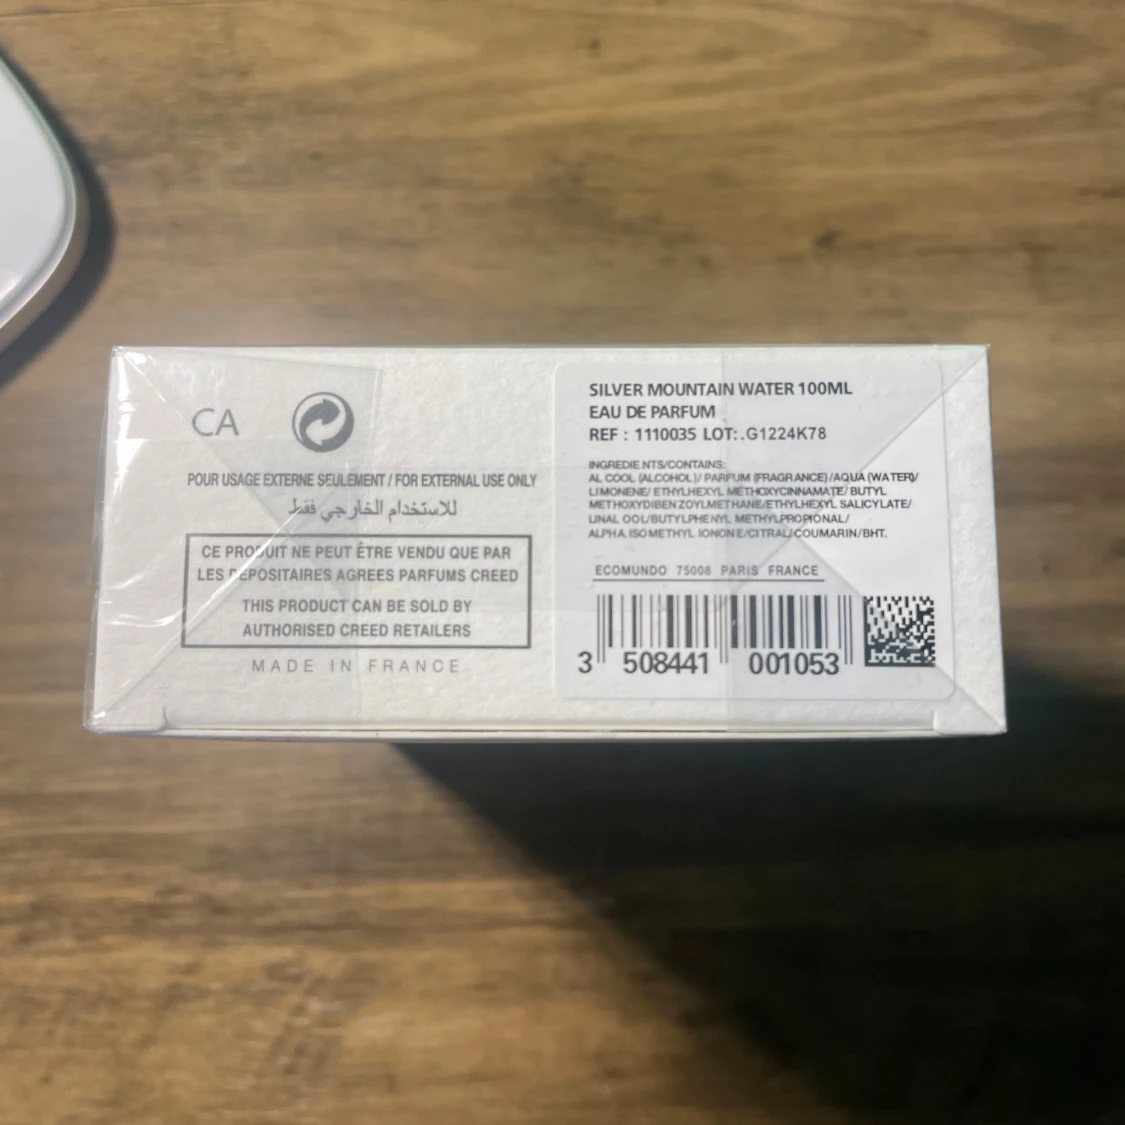 CA
POUR USAGE EXTERNE SEULEMENT / FOR EXTERNAL USE ONLY
للاستخدام الخارجي فقط
CE PRODUIT NE PEUT ÊTRE VENDU QUE PAR
LES DEPOSITAIRES AGREES PARFUMS CREED
THIS PRODUCT CAN BE SOLD BY
AUTHORISED CREED RETAILERS
MADE IN FRANCE
SILVER MOUNTAIN WATER 100ML
EAU DE PARFUM
REF : 1110035 LOT:.G1224K78
INGREDIE NTS/CONTAINS:
AL COOL (ALCOHOL)/ PARFUM (FRAGRANCE)/AQUA (WATER)/
LIMONENE/ ETHYLHEXYL METHOXYCINNAMATE/ BUTYL
METHOXYDIBEN ZOYLMETHANE/ETHYLHEXYL SALICYLATE/
LINAL OOL/BUTYLPHENYL METHYLPROPIONAL/
ALPHA. ISO METHYL IONON E/CITRAL/COUMARIN/BHT.
ECOMUNDO 75008 PARIS FRANCE
3 508441 001053